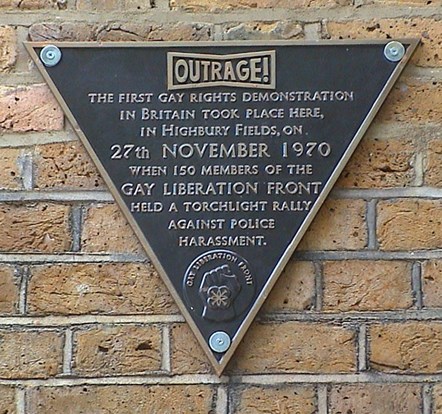 OUTRAGE!
THE FIRST GAY RIGHTS DEMONSTRATION
IN BRITAIN TOOK PLACE HERE,
IN HIGHBURY FIELDS, ON
27th NOVEMBER 1970
WHEN 150 MEMBERS OF THE
GAY LIBERATION FRONT
HELD A TORCHLIGHT RALLY
AGAINST POLICE
HARASSMENT.
GAY LIBERATION FRONT